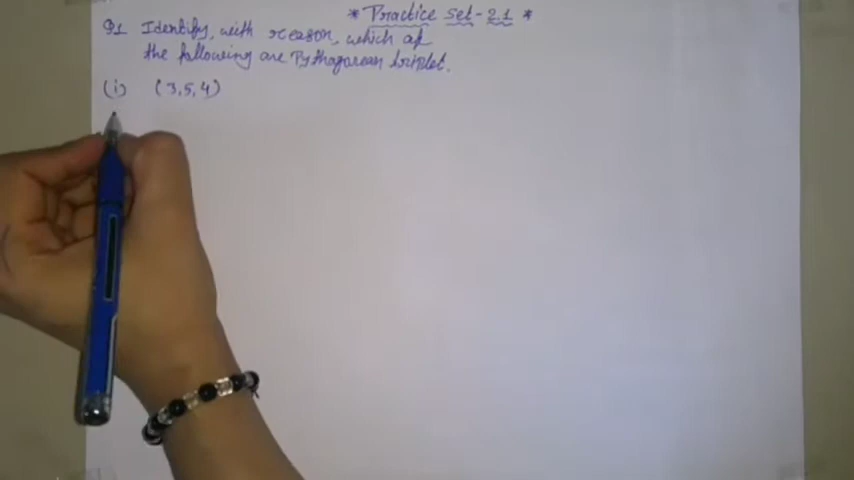 * Practice Set - 2.1 *
Q1 Identify, with reason, which of
the following are Pythagorean triplet.
(i) (3,5,4)